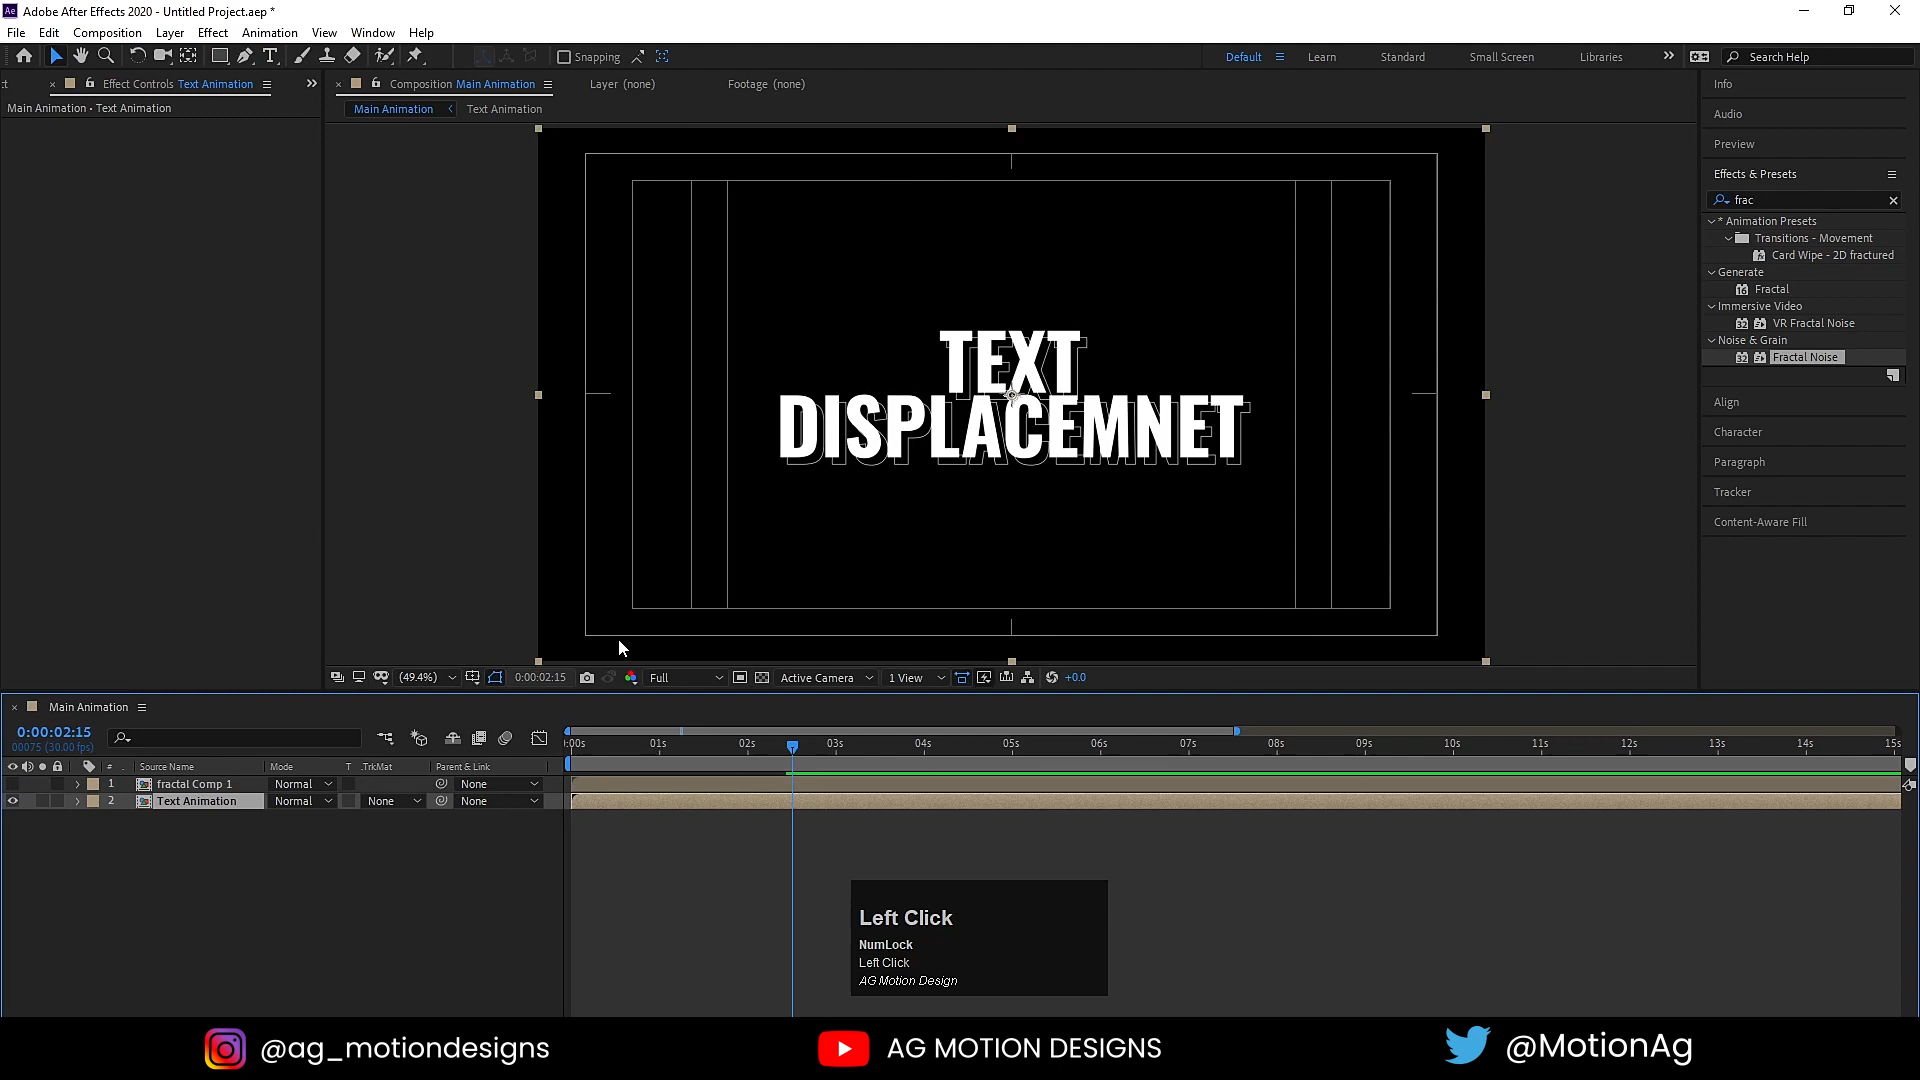 Ae Adobe After Effects 2020 - Untitled Project.aep *
File Edit Composition Layer Effect Animation View Window Help
Snapping Default Learn Standard Small Screen Libraries Search Help
Effect Controls Text Animation
Main Animation • Text Animation
Composition Main Animation Layer (none) Footage (none)
Main Animation Text Animation
TEXT
DISPLACEMNET
(49.4%) 0:00:02:15 Full Active Camera 1 View +0.0
Info
Audio
Preview
Effects & Presets
frac
* Animation Presets
Transitions - Movement
Card Wipe - 2D fractured
Generate
16 Fractal
Immersive Video
32 VR Fractal Noise
Noise & Grain
32 Fractal Noise
Align
Character
Paragraph
Tracker
Content-Aware Fill
Main Animation
0:00:02:15
00075 (30.00 fps)
:00s 01s 02s 03s 04s 05s 06s 07s 08s 09s 10s 11s 12s 13s 14s 15s
# . Source Name Mode T .TrkMat Parent & Link
1 fractal Comp 1 Normal None
2 Text Animation Normal None None
Left Click
NumLock
Left Click
AG Motion Design
@ag_motiondesigns AG MOTION DESIGNS @MotionAg